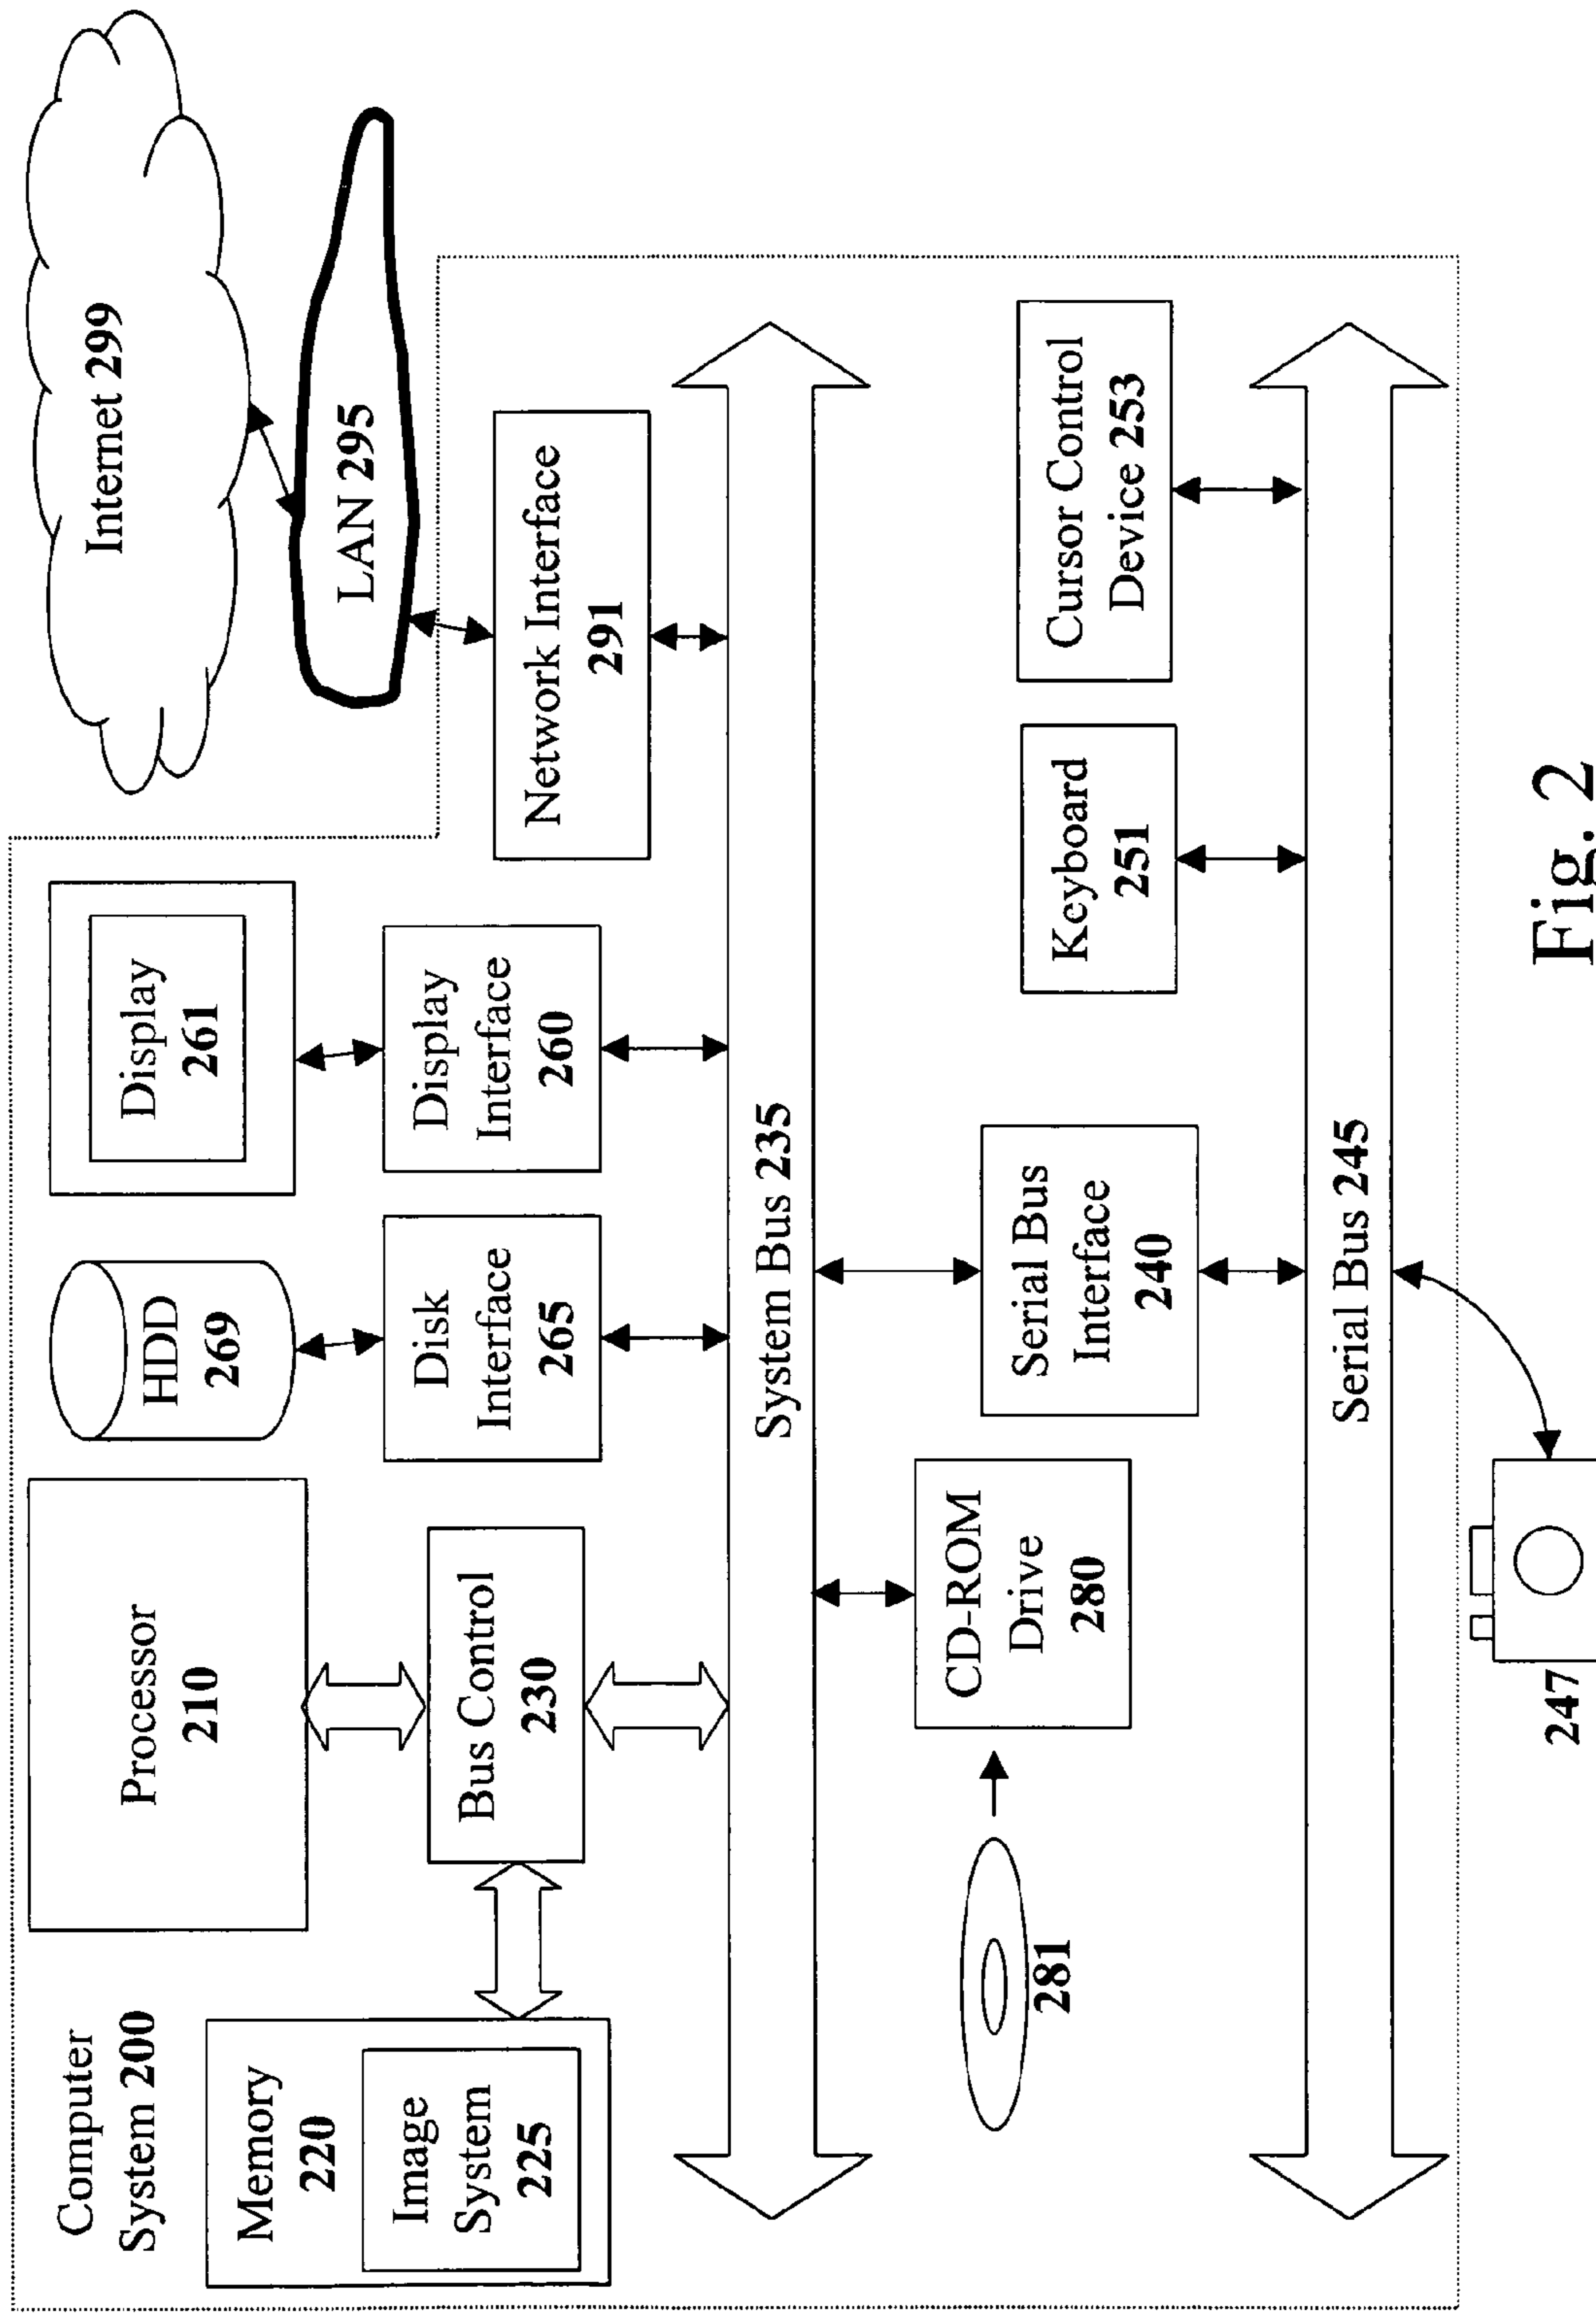 Computer
System 200
Processor
210
HDD
269
Display
261
Internet 299
LAN 295
Memory
220
Image
System
225
Bus Control
230
Disk
Interface
265
Display
Interface
260
Network Interface
291
System Bus 235
281
CD-ROM
Drive
280
Serial Bus
Interface
240
Keyboard
251
Cursor Control
Device 253
Serial Bus 245
247
Fig. 2